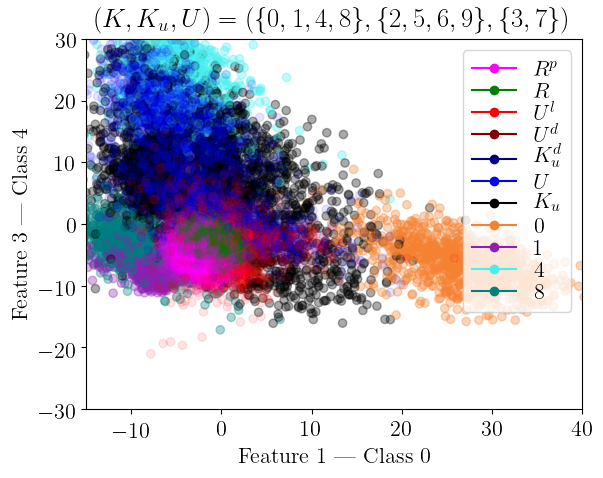 (K, K_u, U) = ({0, 1, 4, 8}, {2, 5, 6, 9}, {3, 7})
30
20
10
0
−10
−20
−30
Feature 3 — Class 4
R^p
R
U^l
U^d
K_u^d
U
K_u
0
1
4
8
−10
0
10
20
30
40
Feature 1 — Class 0